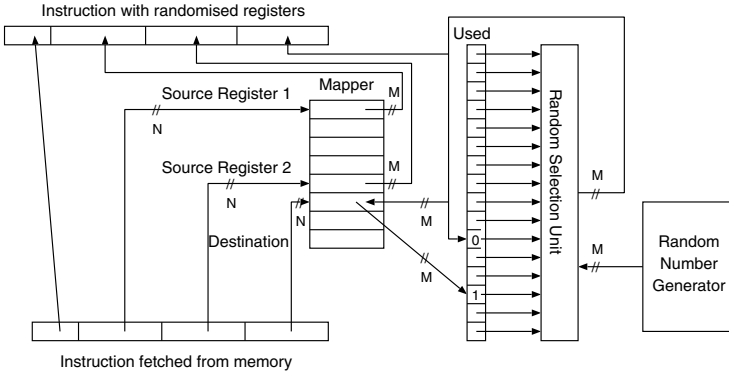 Instruction with randomised registers
Used
Mapper
M
Source Register 1
N
M
Source Register 2
N
N
Destination
M
M
0
1
Random Selection Unit
M
M
Random
Number
Generator
Instruction fetched from memory